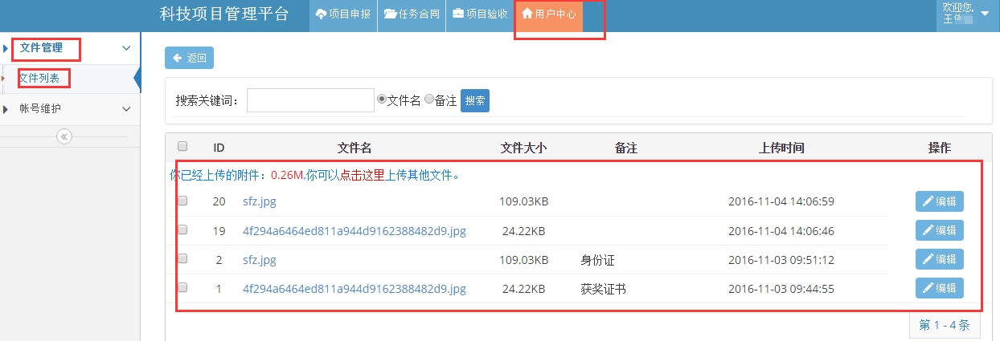 科技项目管理平台 项目申报 任务合同 项目验收 用户中心 欢迎您,
王
文件管理
文件列表
帐号维护
返回
搜索关键词： 文件名 备注 搜索
ID 文件名 文件大小 备注 上传时间 操作
你已经上传的附件：0.26M,你可以点击这里上传其他文件。
20 sfz.jpg 109.03KB 2016-11-04 14:06:59 编辑
19 4f294a6464ed811a944d9162388482d9.jpg 24.22KB 2016-11-04 14:06:46 编辑
2 sfz.jpg 109.03KB 身份证 2016-11-03 09:51:12 编辑
1 4f294a6464ed811a944d9162388482d9.jpg 24.22KB 获奖证书 2016-11-03 09:44:55 编辑
第 1 - 4 条